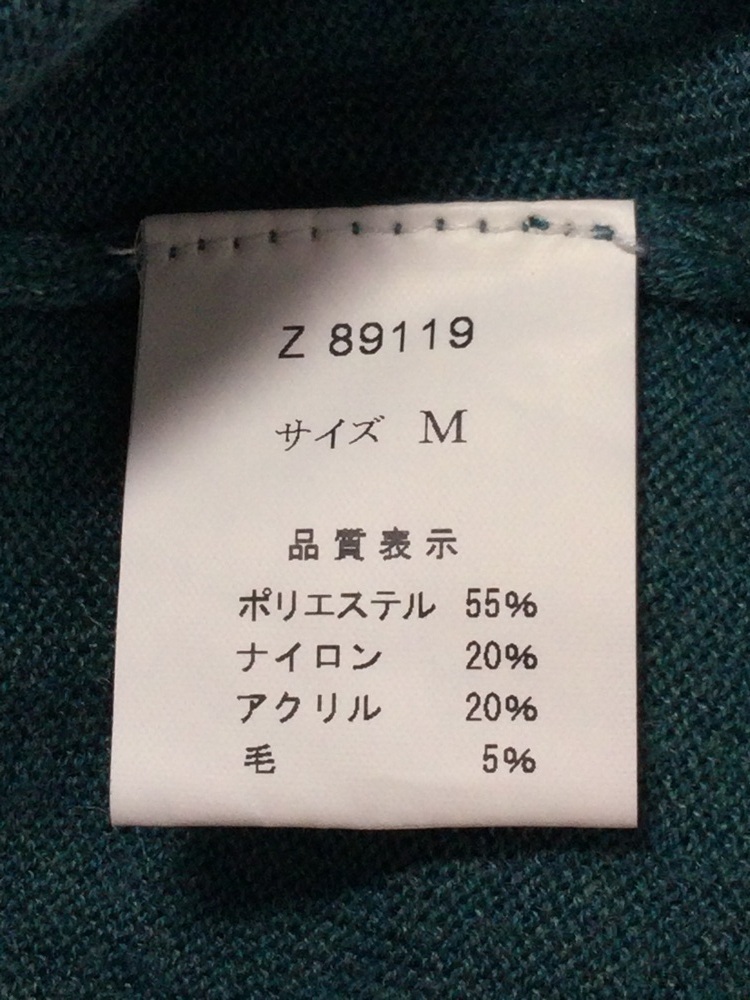 Z 89119
サイズ M
品質表示
ポリエステル 55%
ナイロン 20%
アクリル 20%
毛 5%